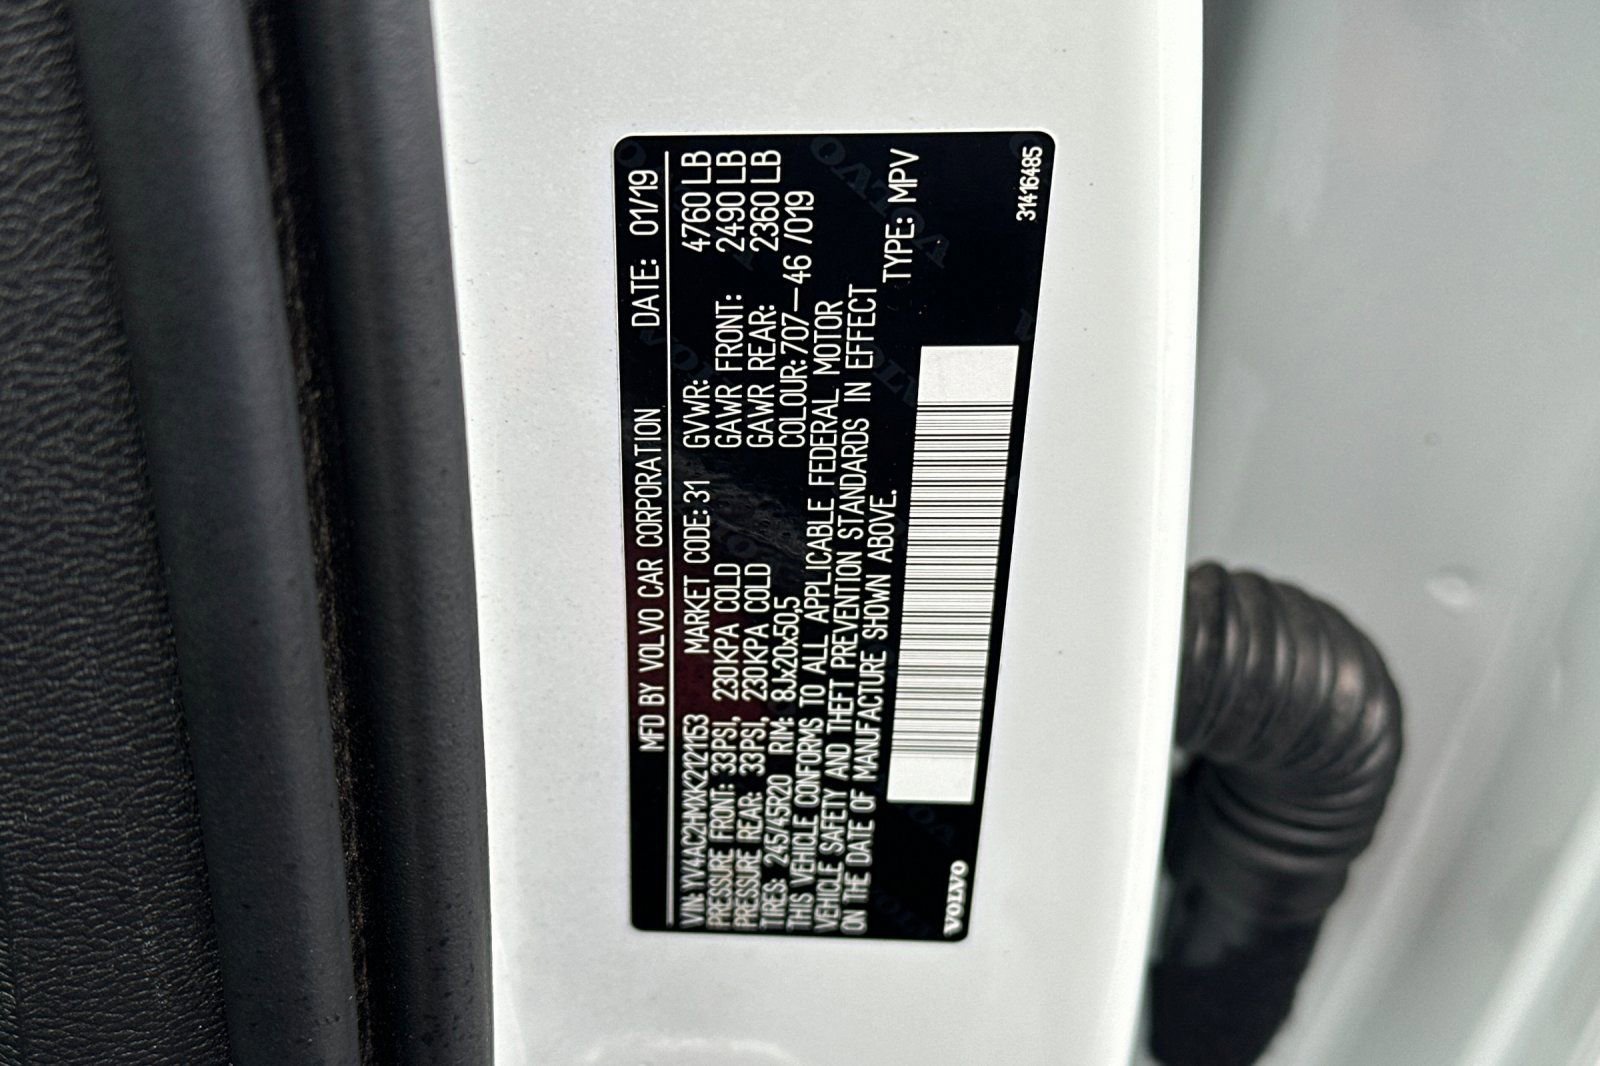 MFD BY VOLVO CAR CORPORATION DATE: 01/19
VIN: YV4AC2HMXK2121153 MARKET CODE: 31 GVWR: 4760 LB
PRESSURE FRONT: 33PSI, 230KPA COLD GAWR FRONT: 2490 LB
PRESSURE REAR: 33PSI, 230KPA COLD GAWR REAR: 2360 LB
TIRES: 245/45R20 RIM: 8Jx20x50,5 COLOUR: 707-46 /019
THIS VEHICLE CONFORMS TO ALL APPLICABLE FEDERAL MOTOR
VEHICLE SAFETY AND THEFT PREVENTION STANDARDS IN EFFECT
ON THE DATE OF MANUFACTURE SHOWN ABOVE. TYPE: MPV
VOLVO 31416485